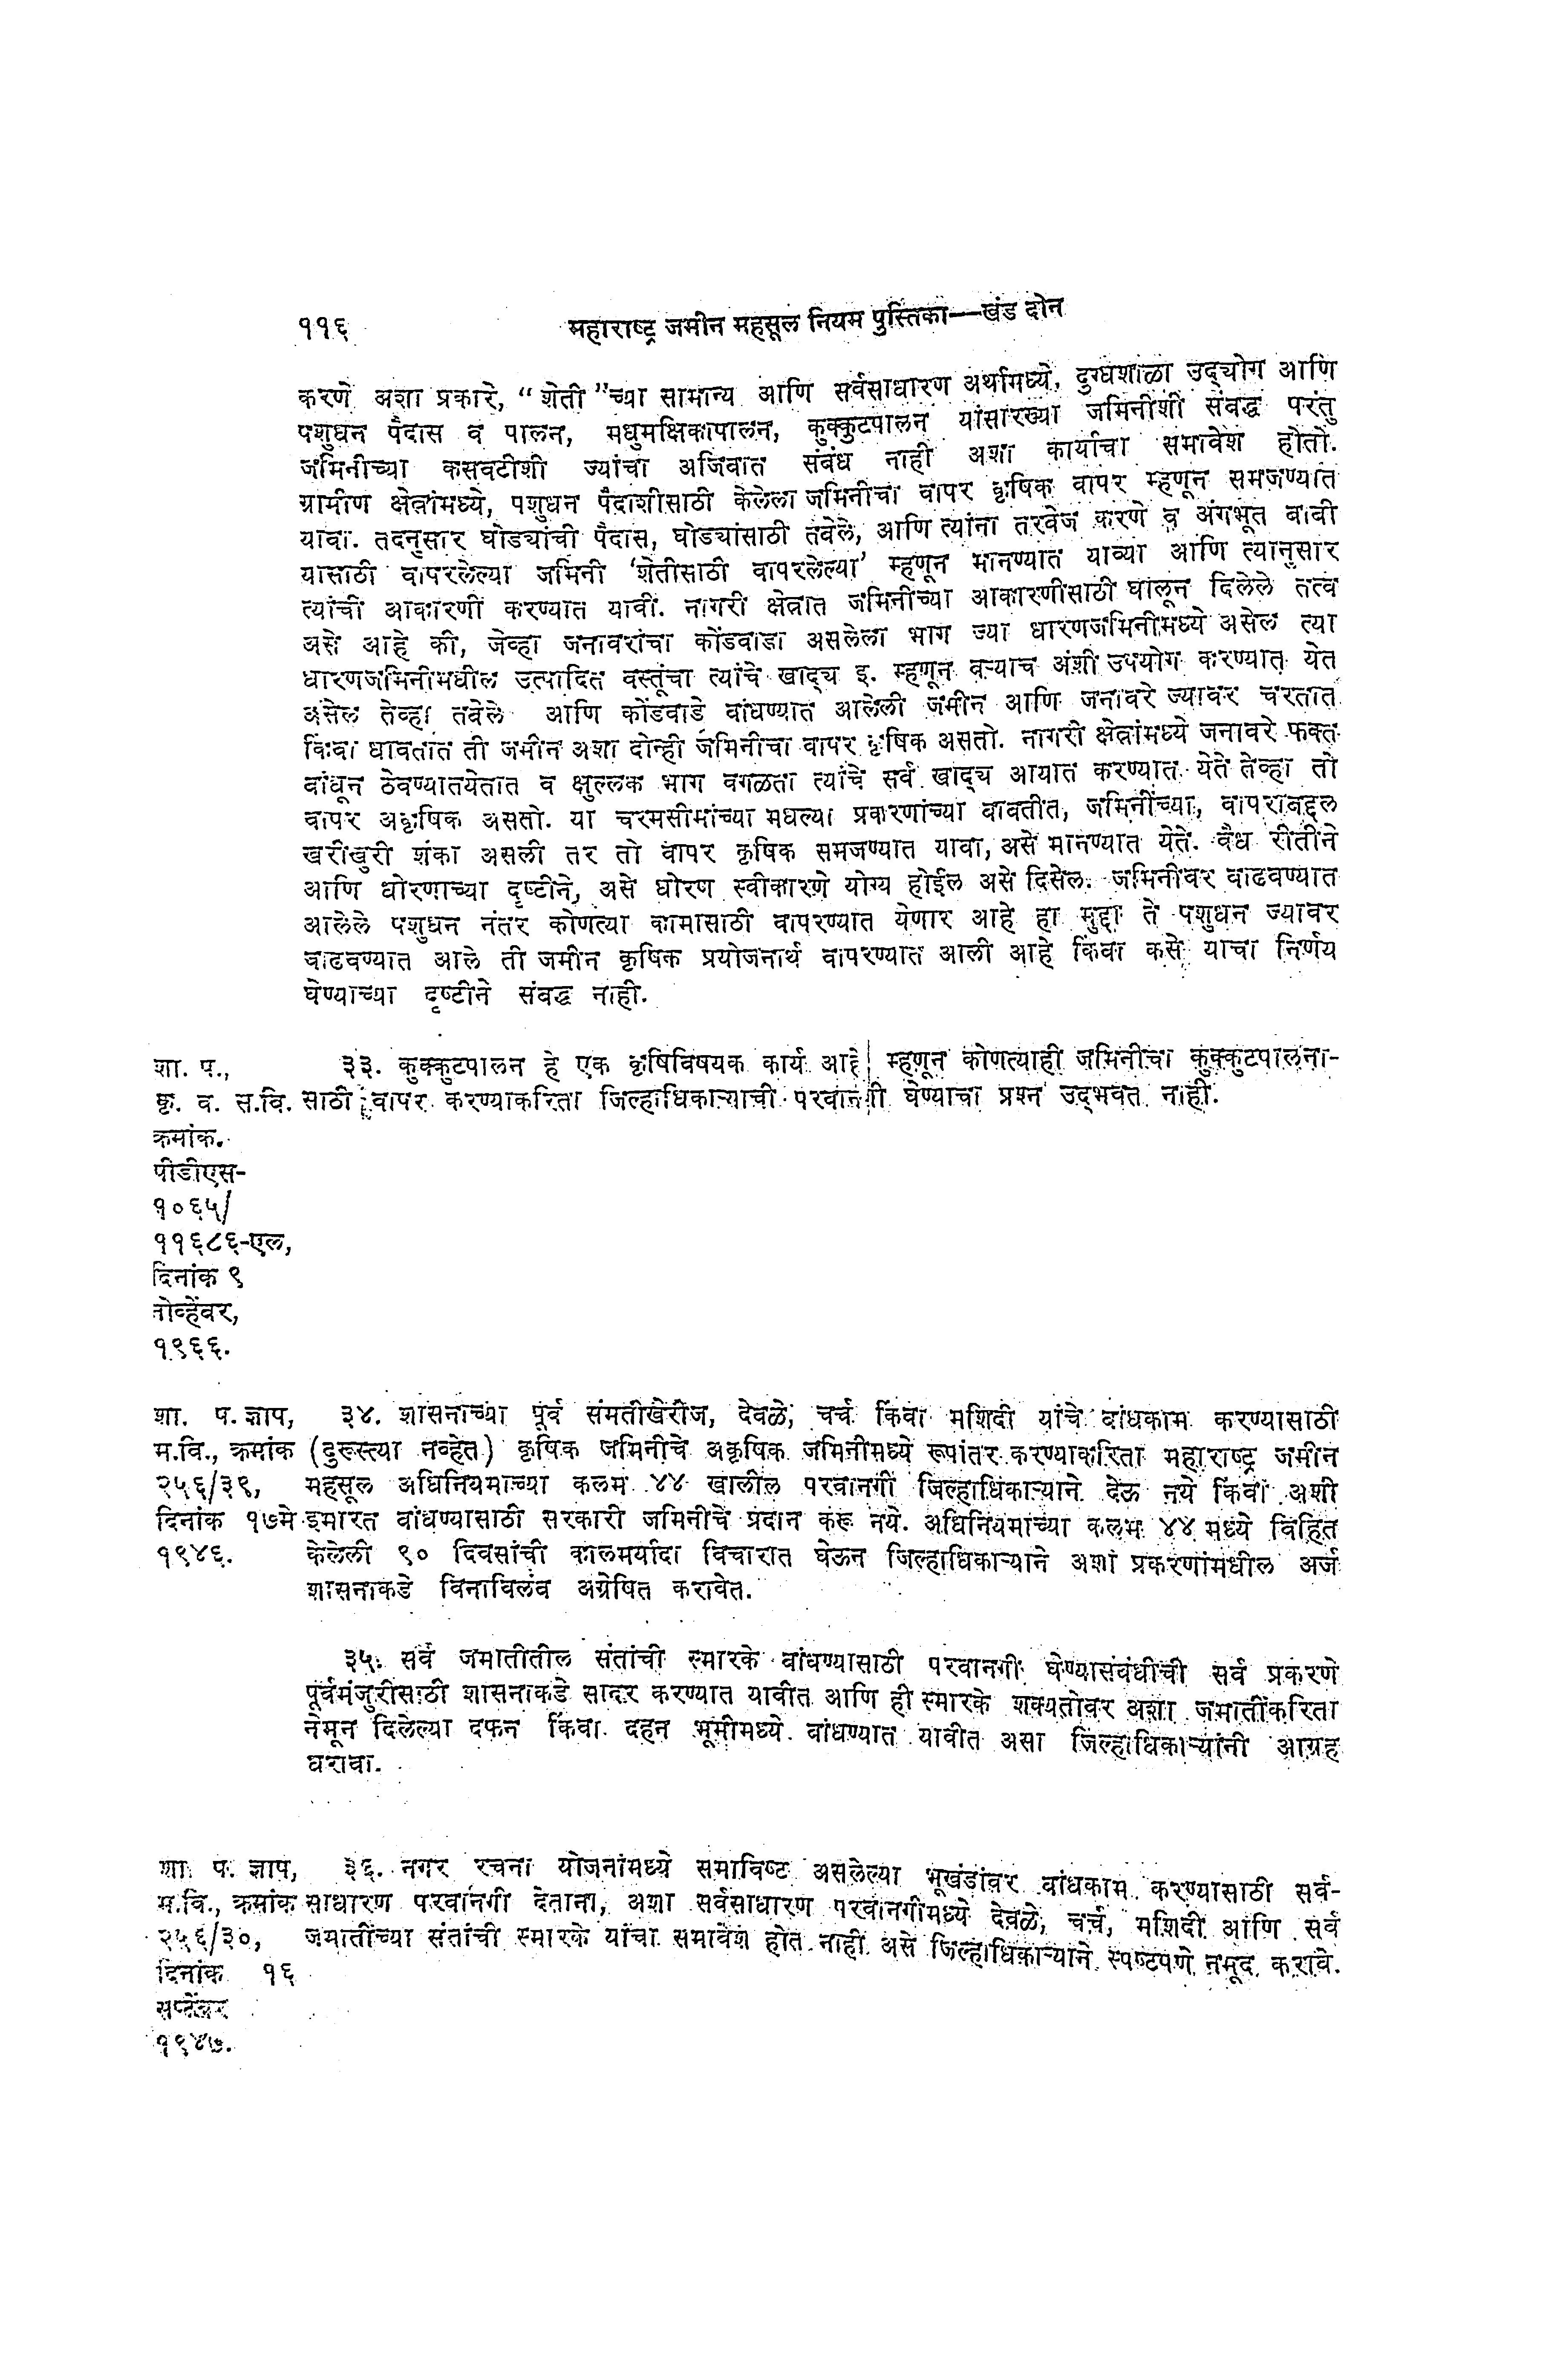 ११६ महाराष्ट्र जमीन महसूल नियम पुस्तिका—खंड दोन
करणे अशा प्रकारे, “ शेती ”च्या सामान्य आणि सर्वसाधारण अर्थामध्ये, दुग्धशाळा उद्योग आणि
पशुधन पैदास व पालन, मधुमक्षिकापालन, कुक्कुटपालन यांसारख्या जमिनीशी संबद्ध परंतु
जमिनीच्या कसवटीशी ज्यांचा अजिबात संबंध नाही अशा कार्याचा समावेश होतो.
ग्रामीण क्षेत्रांमध्ये, पशुधन पैदाशीसाठी केलेला जमिनीचा वापर कृषिक वापर म्हणून समजण्यात
यावा. तदनुसार घोड्यांची पैदास, घोड्यांसाठी तबेले, आणि त्यांना तरबेज करणे व अंगभूत बाबी
यासाठी वापरलेल्या जमिनी ‘शेतीसाठी वापरलेल्या’ म्हणून मानण्यात याव्या आणि त्यानुसार
त्यांची आकारणी करण्यात यावी. नागरी क्षेत्रात जमिनीच्या आकारणीसाठी घालून दिलेले तत्व
असे आहे की, जेव्हा जनावरांचा कोंडवाडा असलेला भाग ज्या धारणजमिनीमध्ये असेल त्या
धारणजमिनीमधील उत्पादित वस्तूंचा त्यांचे खाद्य इ. म्हणून बऱ्याच अंशी उपयोग करण्यात येत
असेल तेव्हा तबेले आणि कोंडवाडे बांधण्यात आलेली जमीन आणि जनावरे ज्यावर चरतात
किंवा धावतात ती जमीन अशा दोन्ही जमिनीचा वापर कृषिक असतो. नागरी क्षेत्रांमध्ये जनावरे फक्त
बांधून ठेवण्यातयेतात व क्षुल्लक भाग वगळता त्यांचे सर्व खाद्य आयात करण्यात येते तेव्हा तो
वापर अकृषिक असतो. या चरमसीमांच्या मधल्या प्रकरणांच्या बाबतीत, जमिनींच्या, वापराबद्दल
खरीखुरी शंका असली तर तो वापर कृषिक समजण्यात यावा, असे मानण्यात येते. वैध रीतीने
आणि धोरणाच्या दृष्टीने, असे धोरण स्वीकारणे योग्य होईल असे दिसेल. जमिनीवर वाढवण्यात
आलेले पशुधन नंतर कोणत्या कामासाठी वापरण्यात येणार आहे हा मुद्दा ते पशुधन ज्यावर
वाढवण्यात आले ती जमीन कृषिक प्रयोजनार्थ वापरण्यात आली आहे किंवा कसे याचा निर्णय
घेण्याच्या दृष्टीने संबद्ध नाही.
शा. प., ३३. कुक्कुटपालन हे एक कृषिविषयक कार्य आहे म्हणून कोणत्याही जमिनीचा कुक्कुटपालना-
कृ. व. स.वि. साठी वापर करण्याकरिता जिल्हाधिकाऱ्याची परवानगी घेण्याचा प्रश्न उद्भवत नाही.
क्रमांक.
पीडीएस-
१०६५/
११६८६-एल,
दिनांक ९
नोव्हेंबर,
१९६६.
शा. प. ज्ञाप, ३४. शासनाच्या पूर्व संमतीखेरीज, देवळे, चर्च किंवा मशिदी यांचे बांधकाम करण्यासाठी
म.वि., क्रमांक (दुरुस्त्या नव्हेत) कृषिक जमिनीचे अकृषिक जमिनीमध्ये रूपांतर करण्याकरिता महाराष्ट्र जमीन
२५६/३९, महसूल अधिनियमाच्या कलम ४४ खालील परवानगी जिल्हाधिकाऱ्याने देऊ नये किंवा अशी
दिनांक १७मे इमारत बांधण्यासाठी सरकारी जमिनीचे प्रदान करू नये. अधिनियमाच्या कलम ४४ मध्ये विहित
१९४६. केलेली ९० दिवसांची कालमर्यादा विचारात घेऊन जिल्हाधिकाऱ्याने अशा प्रकरणांमधील अर्ज
शासनाकडे विनाविलंब अग्रेषित करावेत.
३५. सर्व जमातीतील संतांची स्मारके बांधण्यासाठी परवानगी घेण्यासंबंधीची सर्व प्रकरणे
पूर्वमंजुरीसाठी शासनाकडे सादर करण्यात यावीत आणि ही स्मारके शक्यतोवर अशा जमातींकरिता
नेमून दिलेल्या दफन किंवा दहन भूमीमध्ये बांधण्यात यावीत असा जिल्हाधिकाऱ्यांनी आग्रह
धरावा.
शा. प. ज्ञाप, ३६. नगर रचना योजनांमध्ये समाविष्ट असलेल्या भूखंडांवर बांधकाम करण्यासाठी सर्व-
म.वि., क्रमांक साधारण परवानगी देताना, अशा सर्वसाधारण परवानगीमध्ये देवळे, चर्च, मशिदी आणि सर्व
२५६/३०, जमातींच्या संतांची स्मारके यांचा समावेश होत नाही असे जिल्हाधिकाऱ्याने स्पष्टपणे नमूद करावे.
दिनांक १६
सप्टेंबर
१९४७.